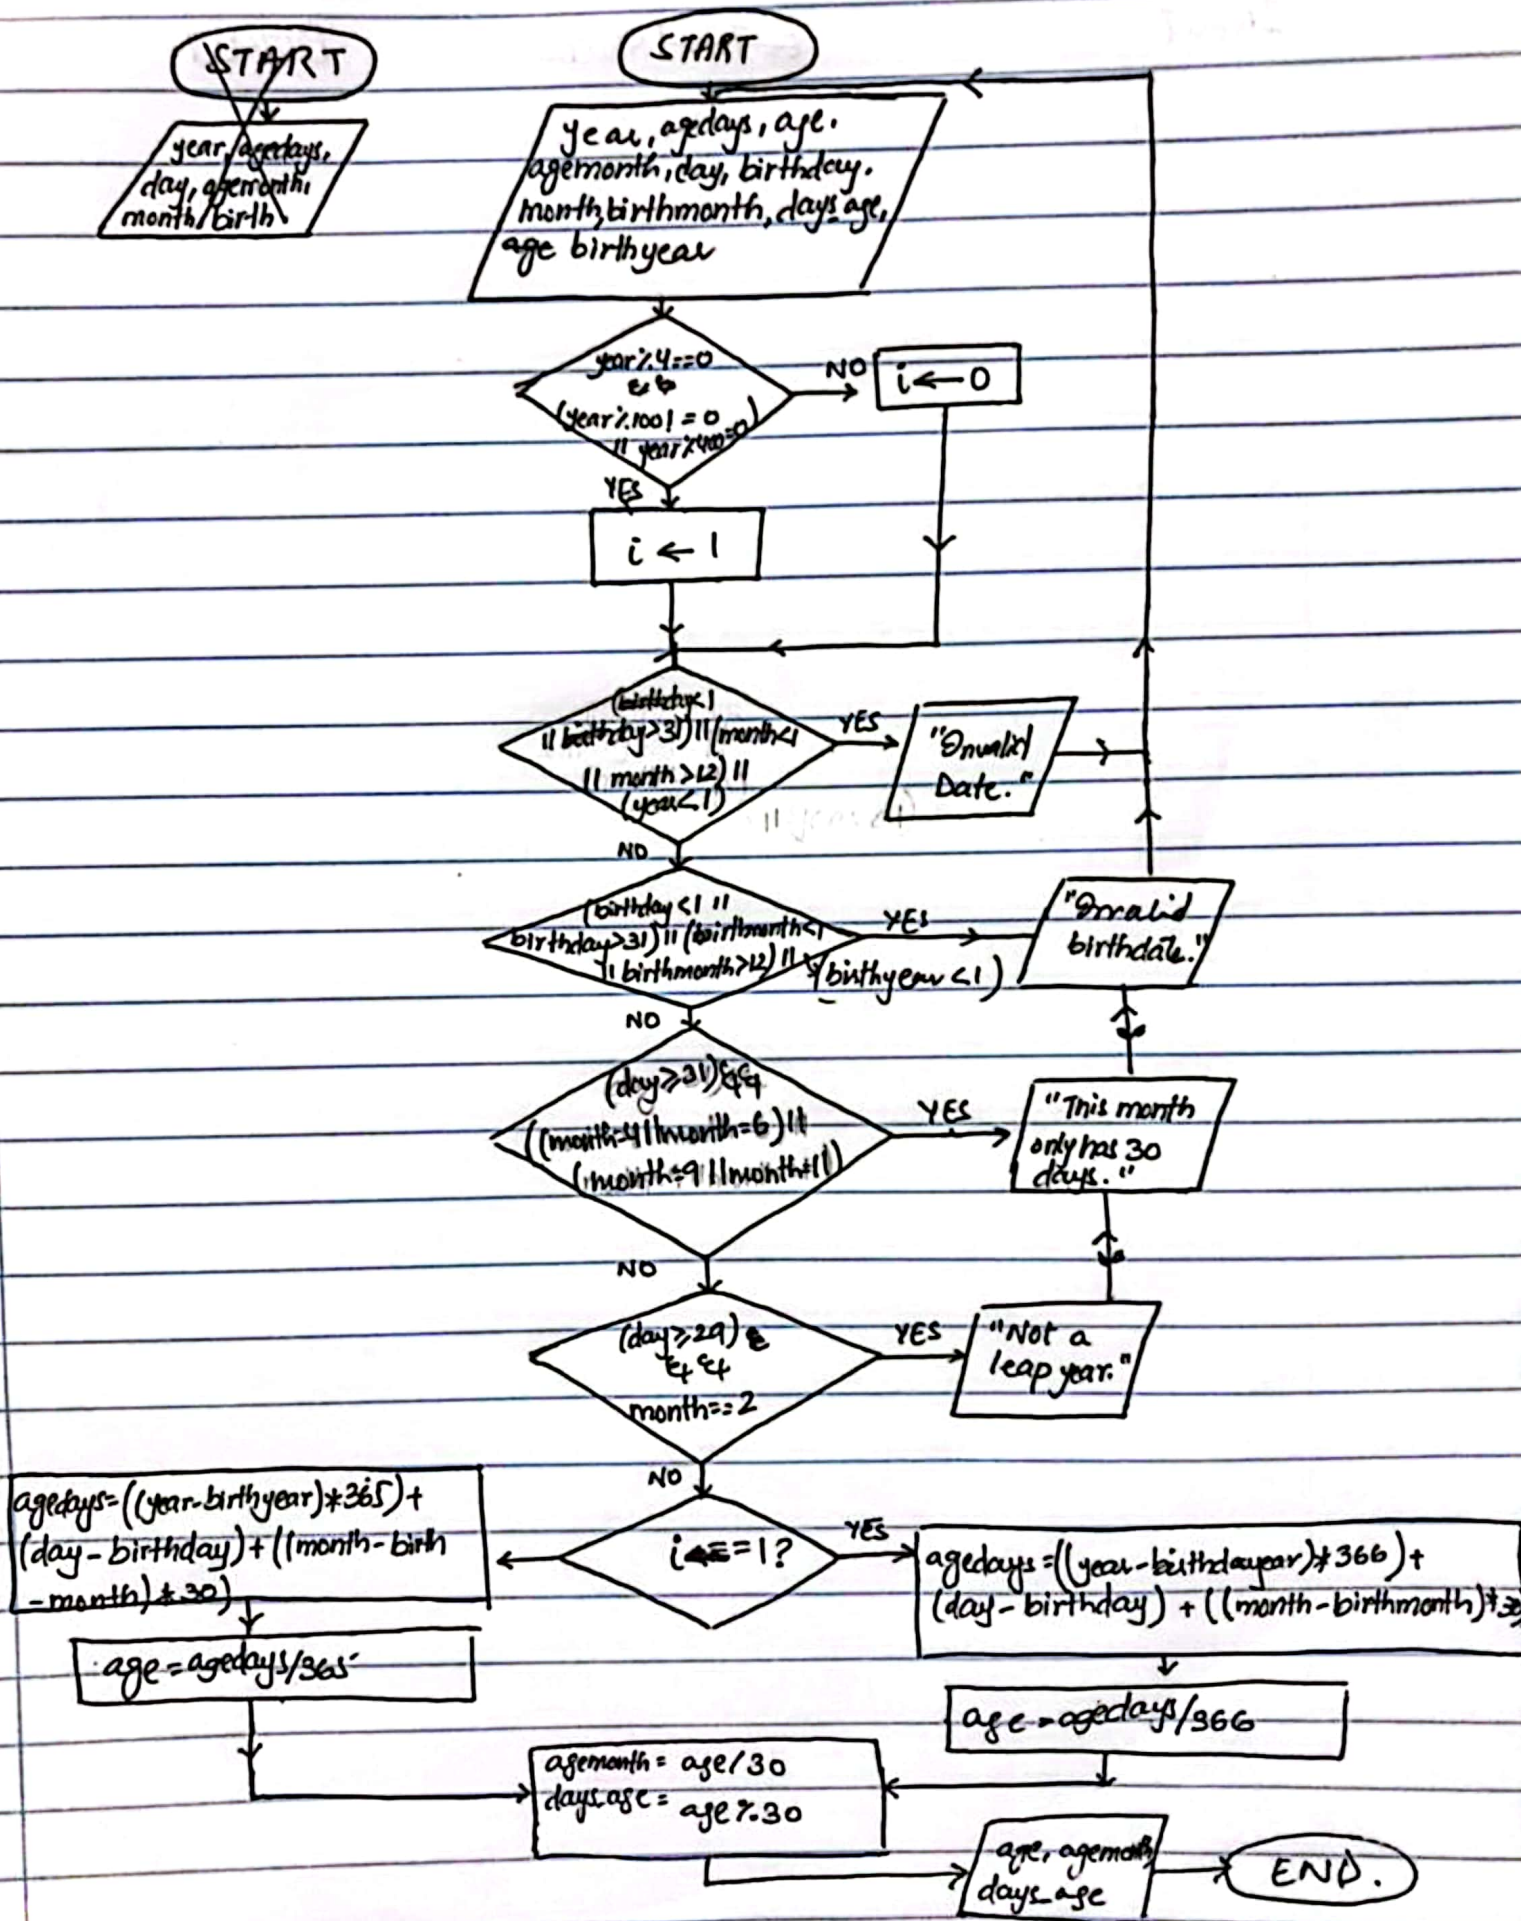 START
year, agedays,
day, agemonth,
month, birth
START
year, agedays, age.
agemonth, day, birthday.
month, birthmonth, days_age,
age birthyear
year%4==0
&&
(year%100!=0
|| year%400=0)
NO
i←0
YES
i ← 1
(birthday<1
|| birthday>31) || (month<1
|| month>12) ||
(year<1)
YES
"Invalid
Date."
NO
(birthday<1 ||
birthday>31) || (birthmonth<1
|| birthmonth>12) ||
(birthyear<1)
YES
"Invalid
birthdate."
NO
(day≥31)&&
((month=4||month=6)||
(month=9||month=11)
YES
"This month
only has 30
days."
NO
(day≥29) &
&&
month==2
YES
"Not a
leap year."
NO
i==1?
YES
agedays=((year-birthyear)*365)+
(day-birthday)+((month-birth
-month)*30)
age=agedays/365
agedays=((year-birthdayear)*366)+
(day-birthday) + ((month-birthmonth)*30
age=agedays/366
agemonth = age/30
days_age = age%30
age, agemonth,
days_age
END.